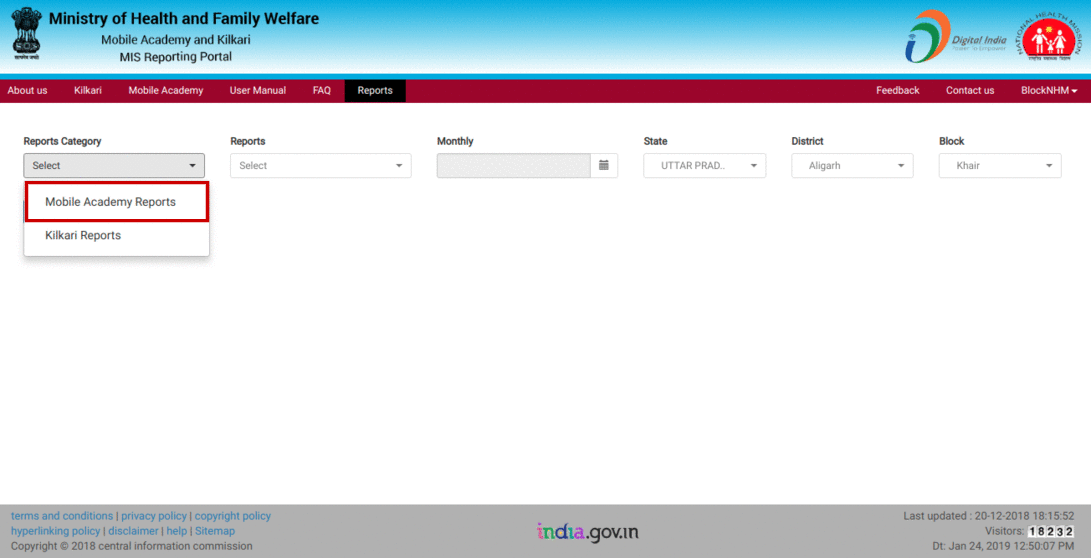 Ministry of Health and Family Welfare
Mobile Academy and Kilkari
MIS Reporting Portal
Digital India
Power To Empower
NATIONAL HEALTH MISSION
About us Kilkari Mobile Academy User Manual FAQ Reports Feedback Contact us BlockNHM
Reports Category Reports Monthly State District Block
Select Select UTTAR PRAD.. Aligarh Khair
Mobile Academy Reports
Kilkari Reports
terms and conditions | privacy policy | copyright policy
hyperlinking policy | disclaimer | help | Sitemap
Copyright © 2018 central information commission
india.gov.in
Last updated : 20-12-2018 18:15:52
Visitors: 18232
Dt: Jan 24, 2019 12:50:07 PM